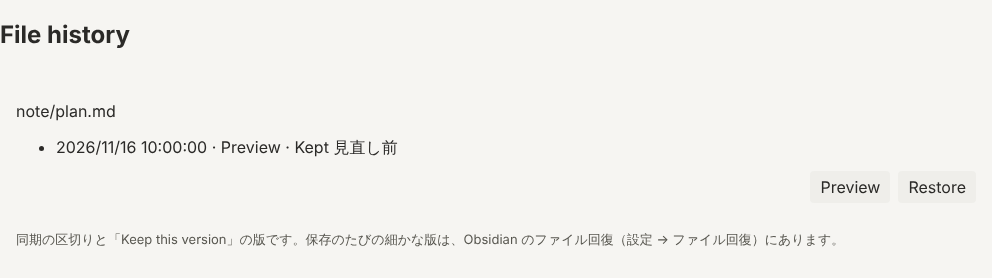 File history
note/plan.md
2026/11/16 10:00:00 · Preview · Kept 見直し前
Preview Restore
同期の区切りと「Keep this version」の版です。保存のたびの細かな版は、Obsidian のファイル回復（設定 → ファイル回復）にあります。